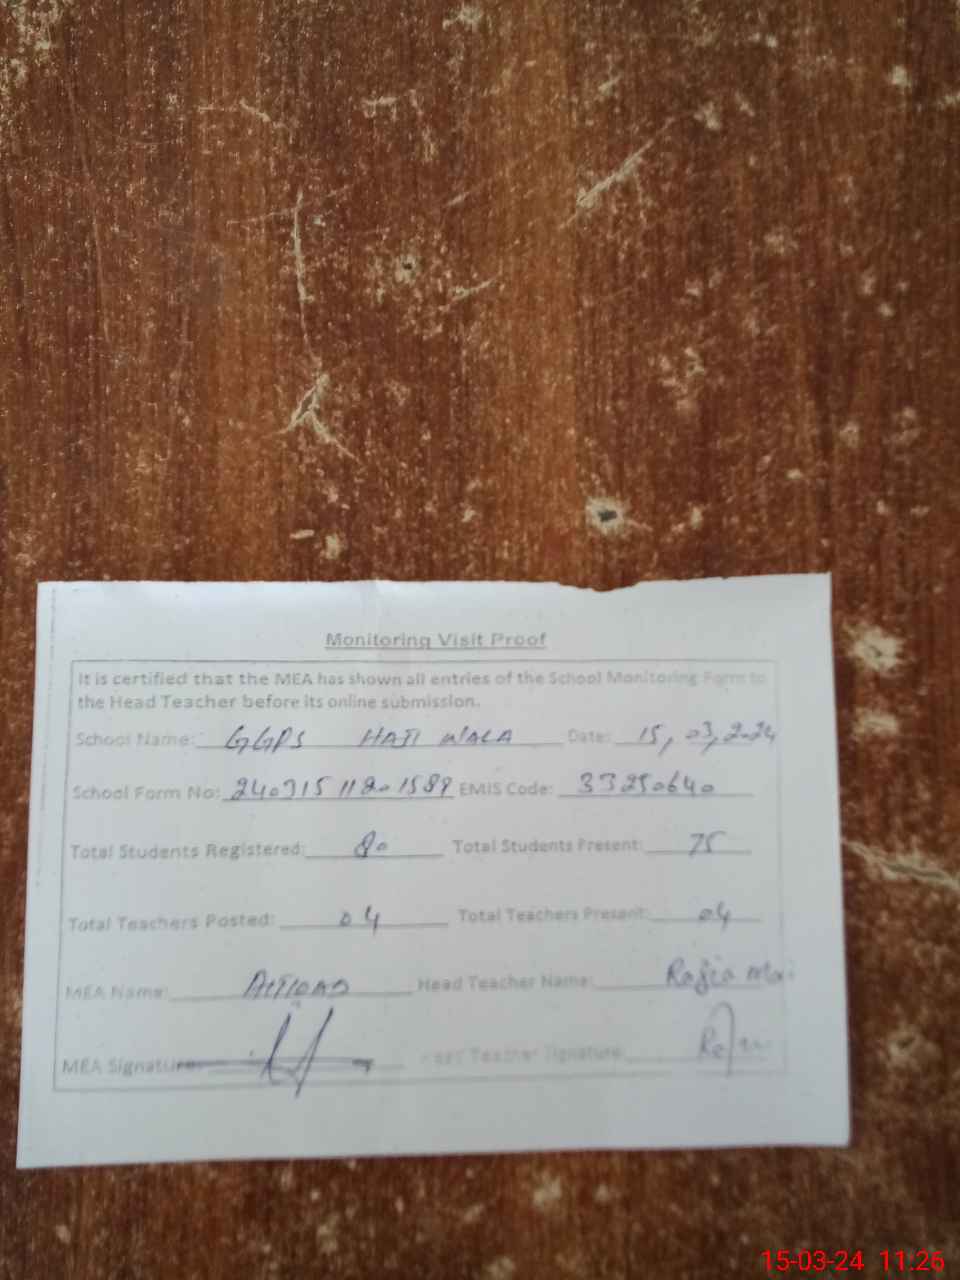 Monitoring Visit Proof
It is certified that the MEA has shown all entries of the School Monitoring Form to
the Head Teacher before its online submission.
School Name: GGPS HAJI WALA Date: 15, 03, 2024
School Form No: EMIS Code: 33250640
Total Students Registered: 80 Total Students Present: 75
Total Teachers Posted: 04 Total Teachers Present: 04
MEA Name: Head Teacher Name:
MEA Signature: Head Teacher Signature:
15-03-24 11:26